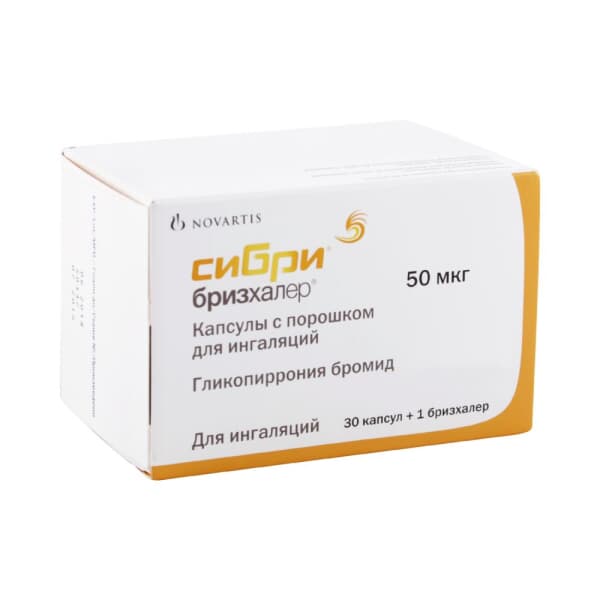 NOVARTIS
сибри®
бризхалер®
50 мкг
Капсулы с порошком
для ингаляций
Гликопиррония бромид
Для ингаляций
30 капсул + 1 бризхалер